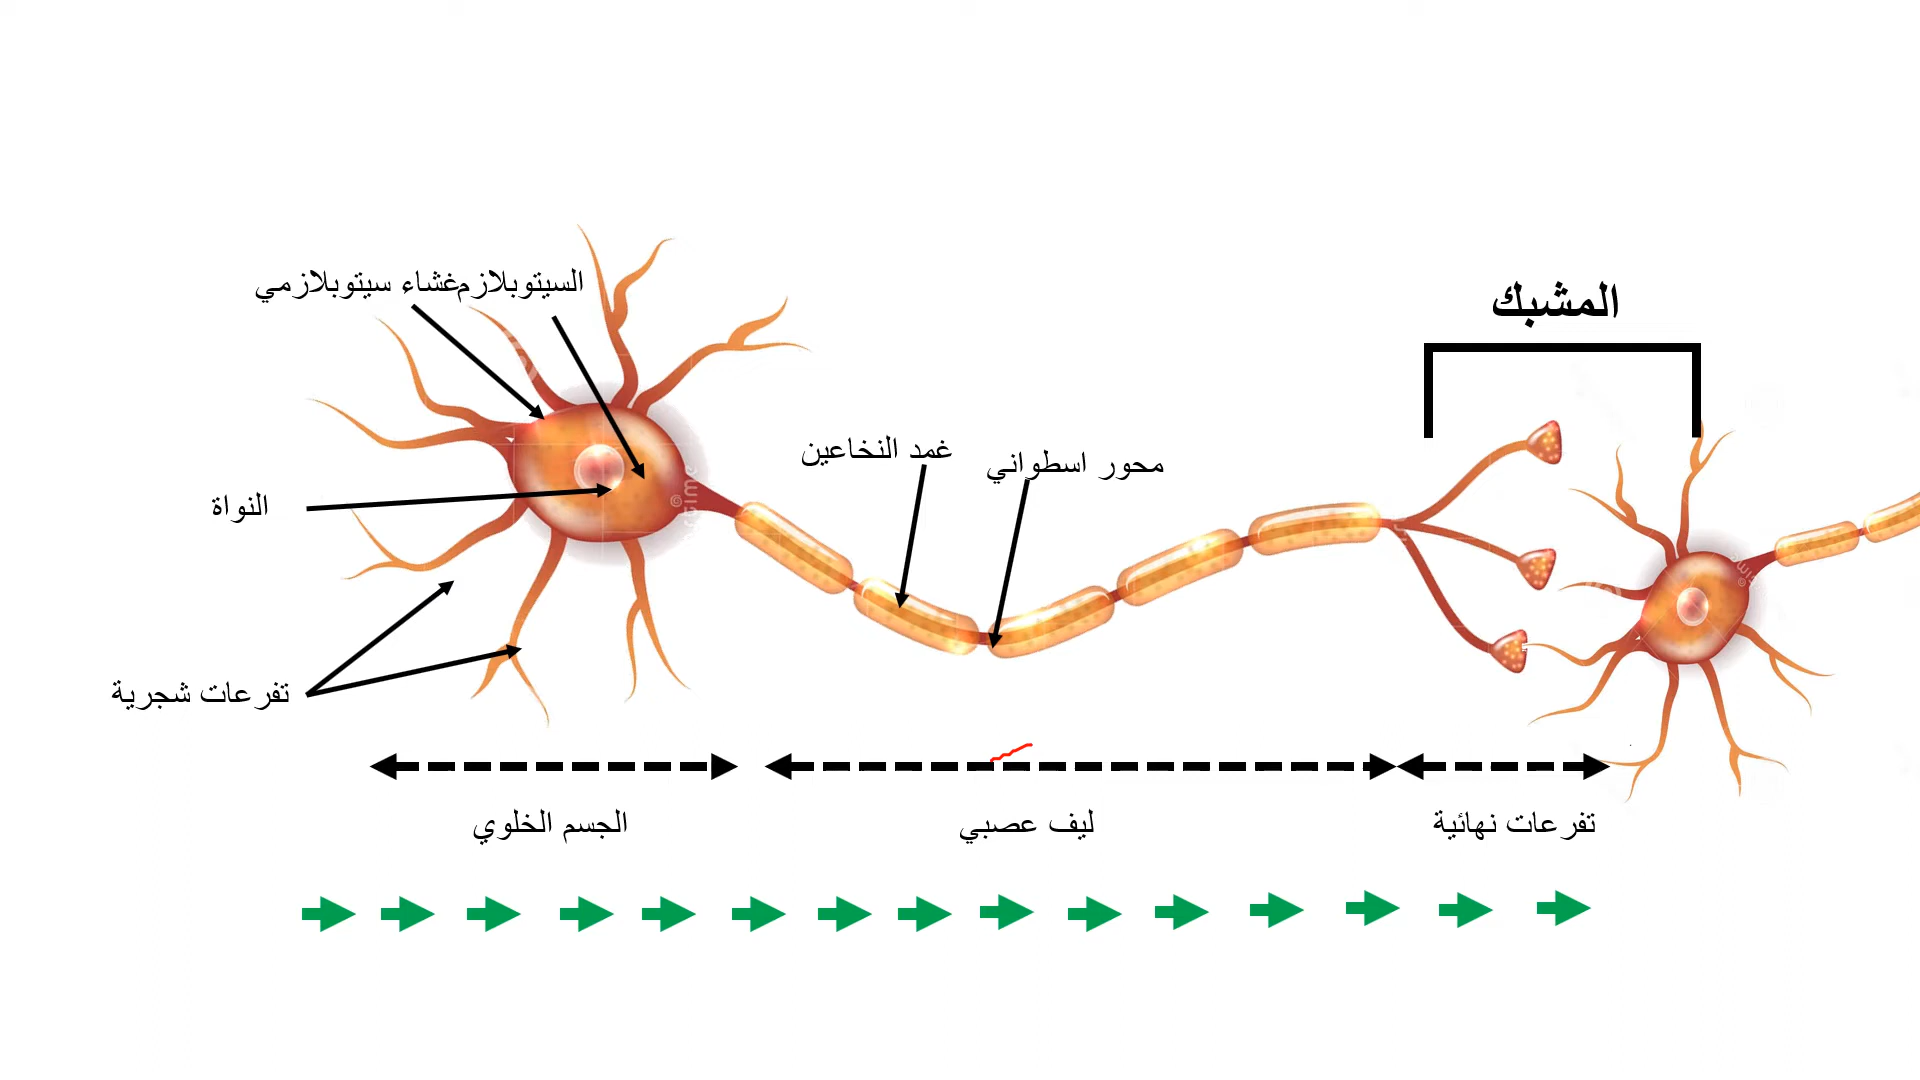 غشاء سيتوبلازمي
السيتوبلازم
المشبك
غمد النخاعين
محور اسطواني
النواة
تفرعات شجرية
الجسم الخلوي
ليف عصبي
تفرعات نهائية